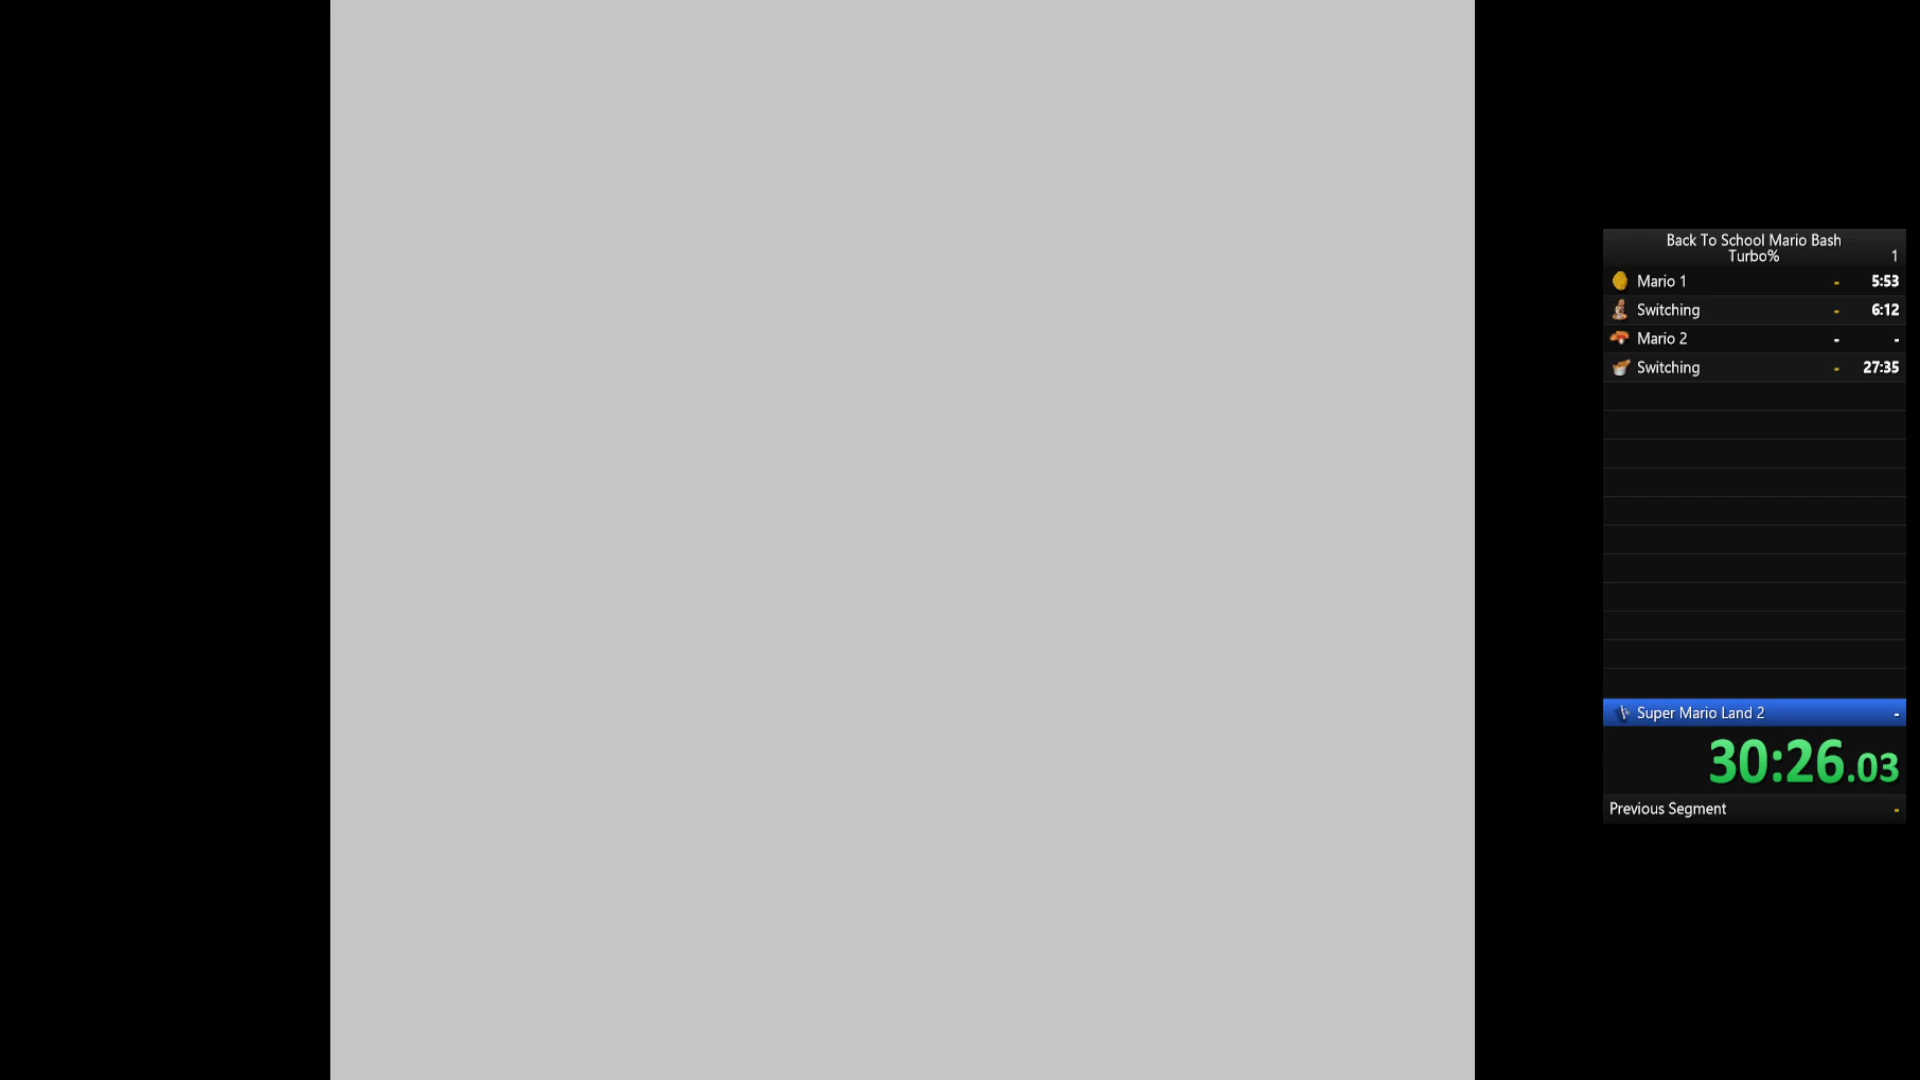 Back To School Mario Bash
Turbo% 1
Mario 1 - 5:53
Switching - 6:12
Mario 2 - -
Switching - 27:35
Super Mario Land 2 -
30:26.03
Previous Segment -